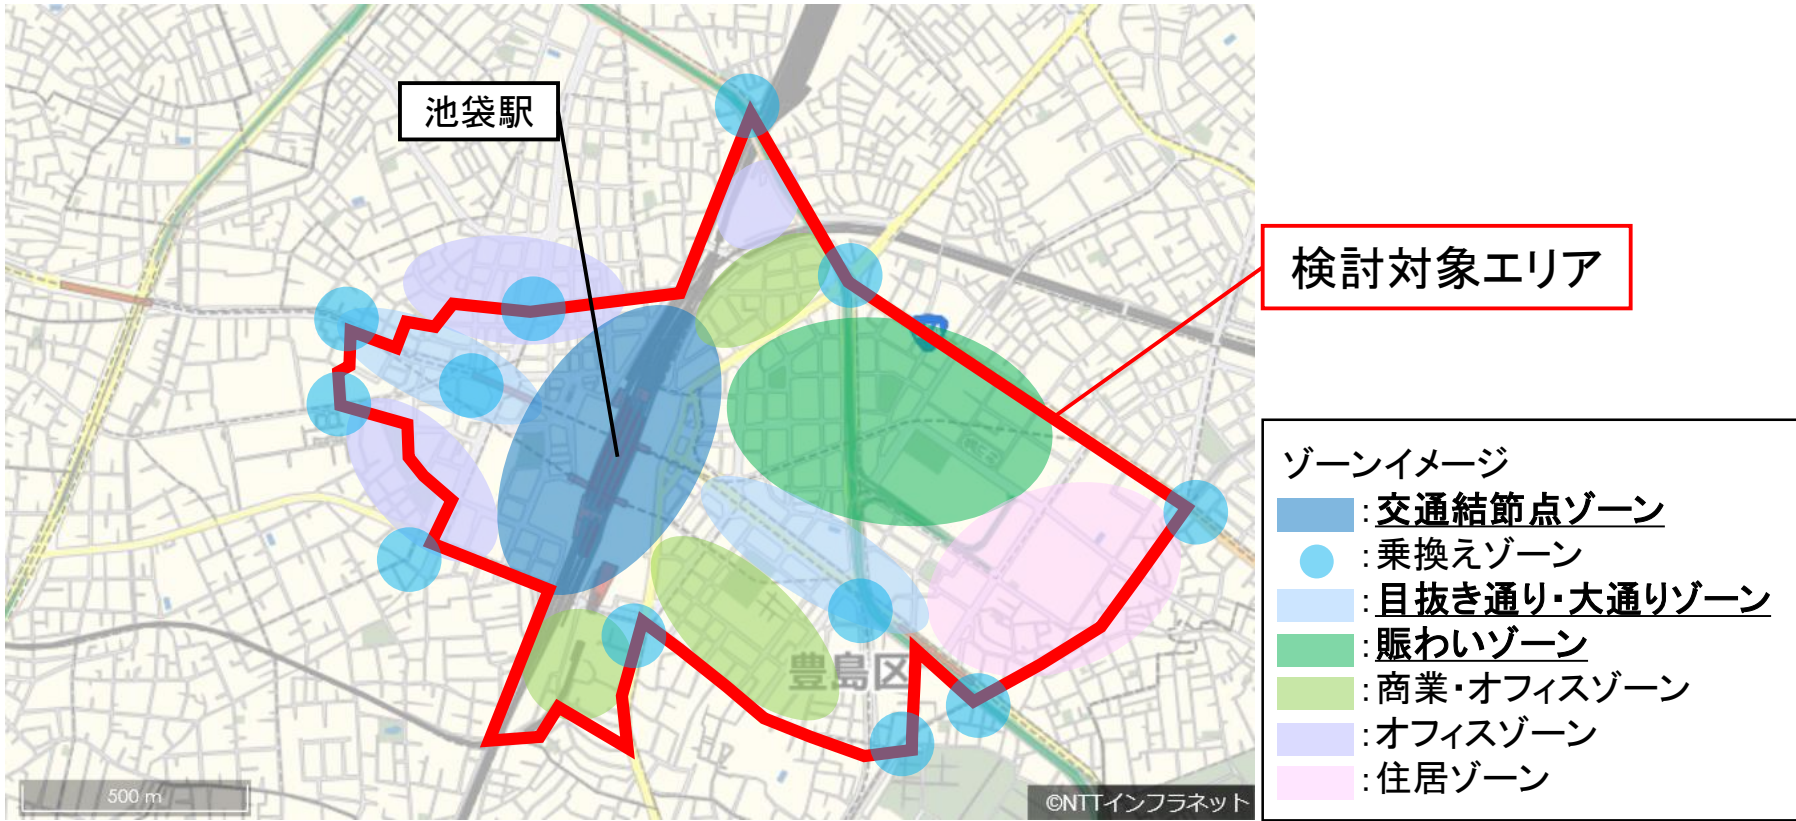 池袋駅
検討対象エリア
豊島区
500 m
©NTTインフラネット
ゾーンイメージ
：交通結節点ゾーン
：乗換えゾーン
：目抜き通り・大通りゾーン
：賑わいゾーン
：商業・オフィスゾーン
：オフィスゾーン
：住居ゾーン